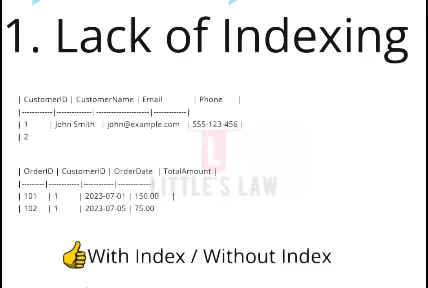 1. Lack of Indexing
| CustomerID | CustomerName | Email | Phone |
|------------|--------------|--------------------|------------|
| 1 | John Smith | john@example.com | 555-123-456 |
| 2
| OrderID | CustomerID | OrderDate | TotalAmount |
|--------|------------|-----------|-------------|
| 101 | 1 | 2023-07-01 | 150.00 |
| 102 | 1 | 2023-07-05 | 75.00
L
LITTLE'S LAW
👍With Index / Without Index